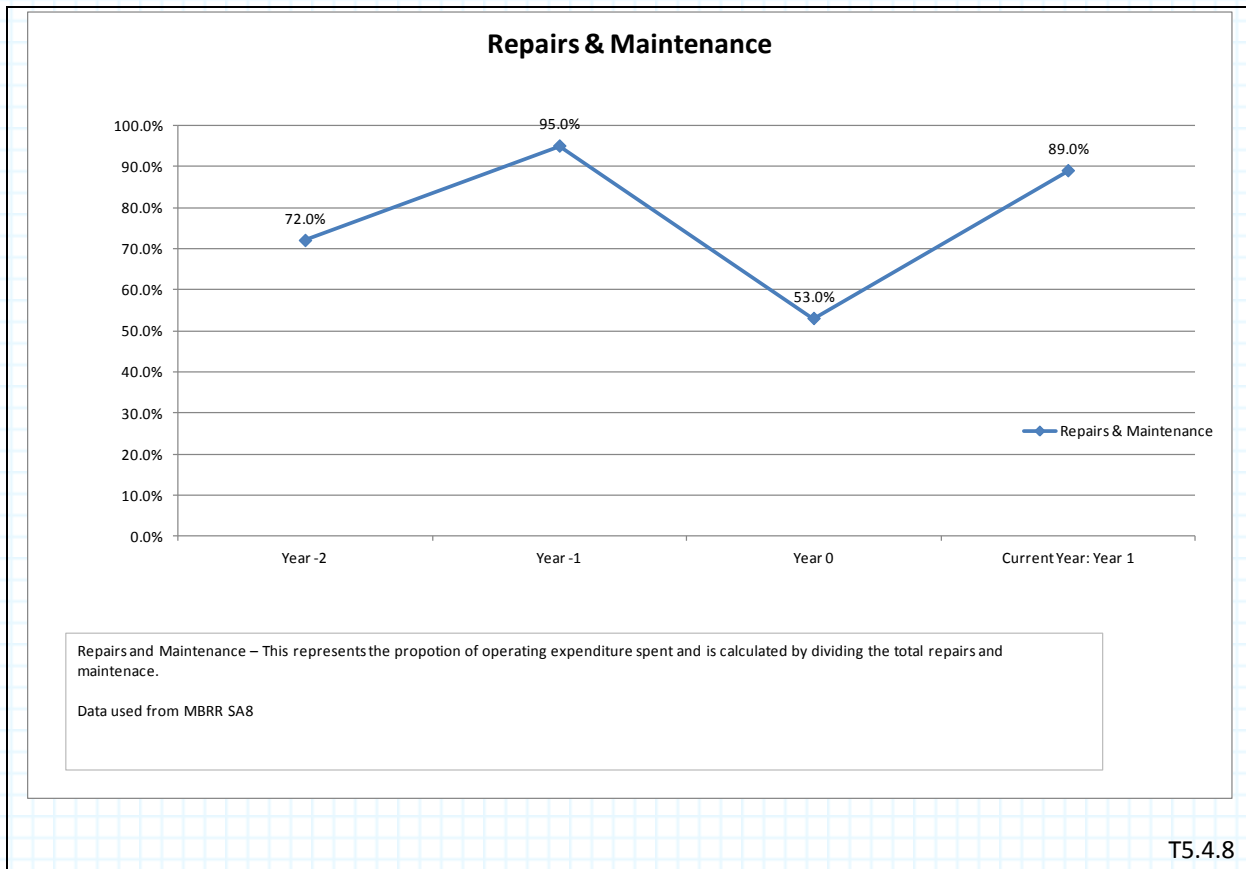 Repairs & Maintenance
100.0%
90.0%
80.0%
70.0%
60.0%
50.0%
40.0%
30.0%
20.0%
10.0%
0.0%
72.0%
95.0%
53.0%
89.0%
Repairs & Maintenance
Year -2
Year -1
Year 0
Current Year: Year 1
Repairs and Maintenance – This represents the propotion of operating expenditure spent and is calculated by dividing the total repairs and
maintenace.
Data used from MBRR SA8
T5.4.8